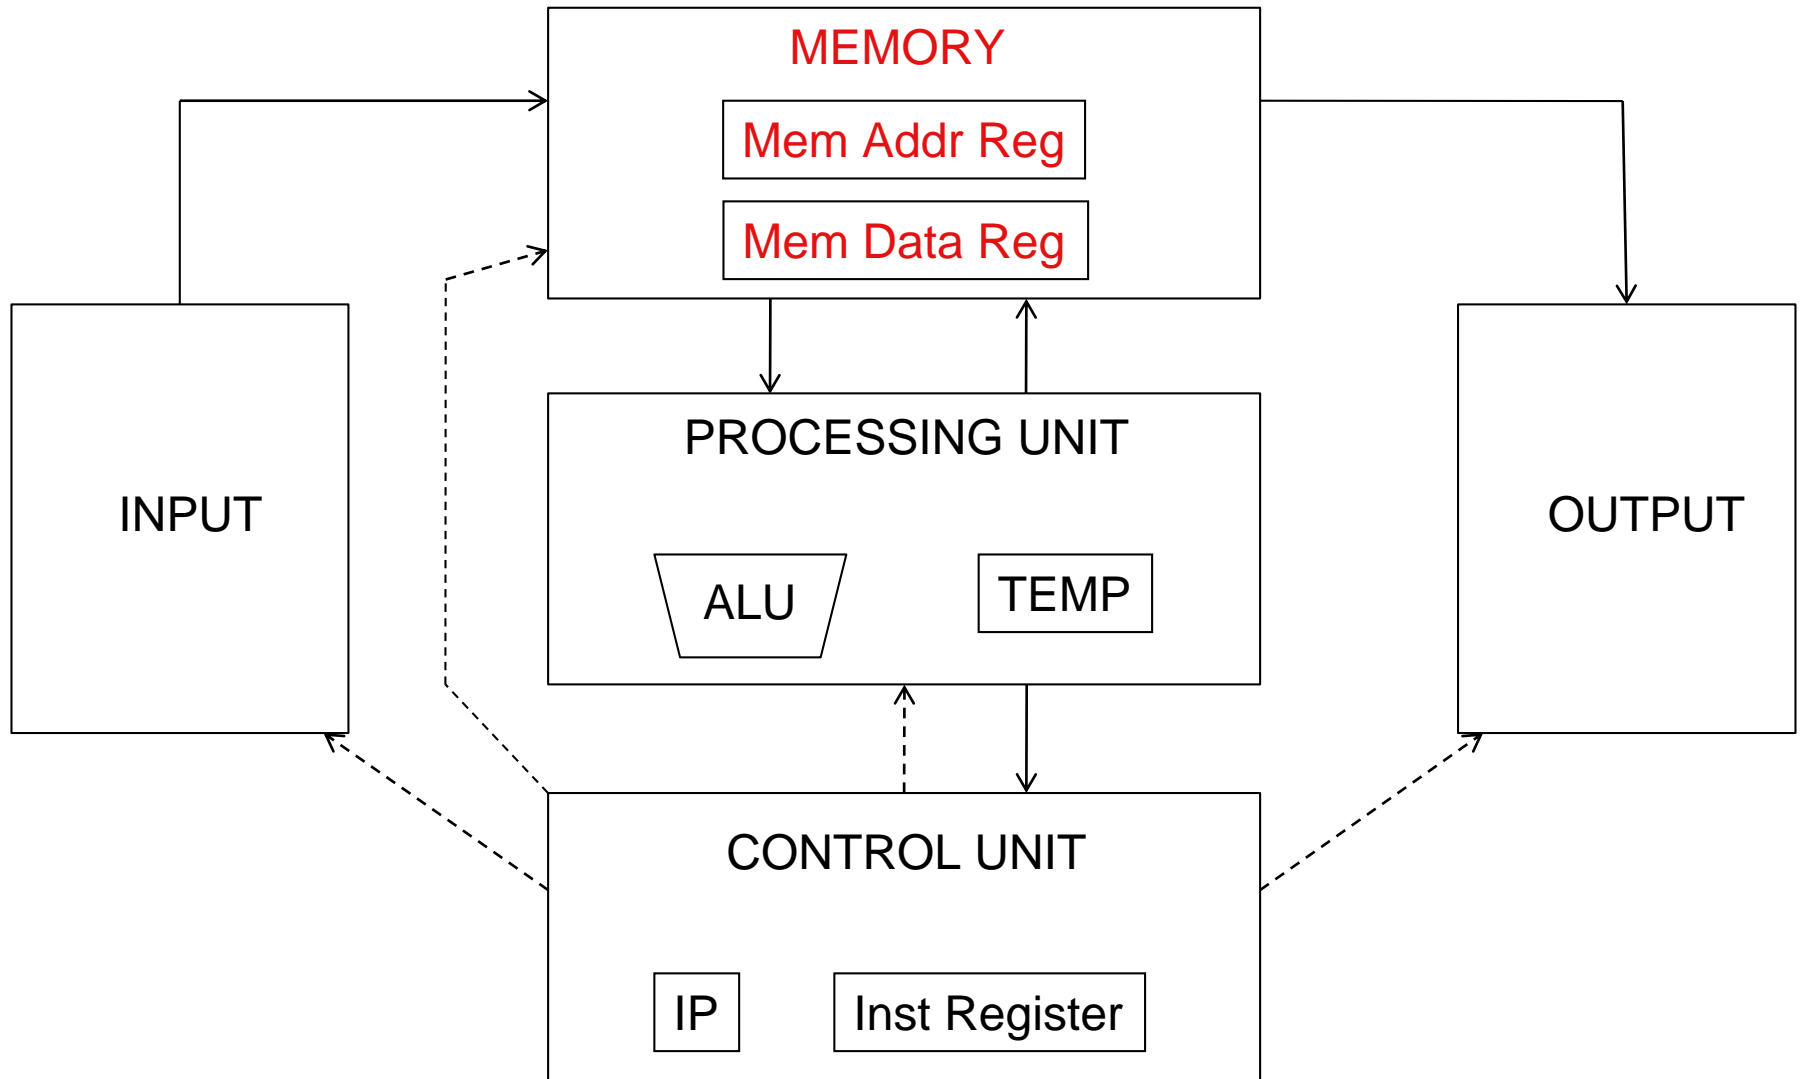 MEMORY
Mem Addr Reg
Mem Data Reg
PROCESSING UNIT
INPUT
OUTPUT
ALU
TEMP
CONTROL UNIT
IP
Inst Register